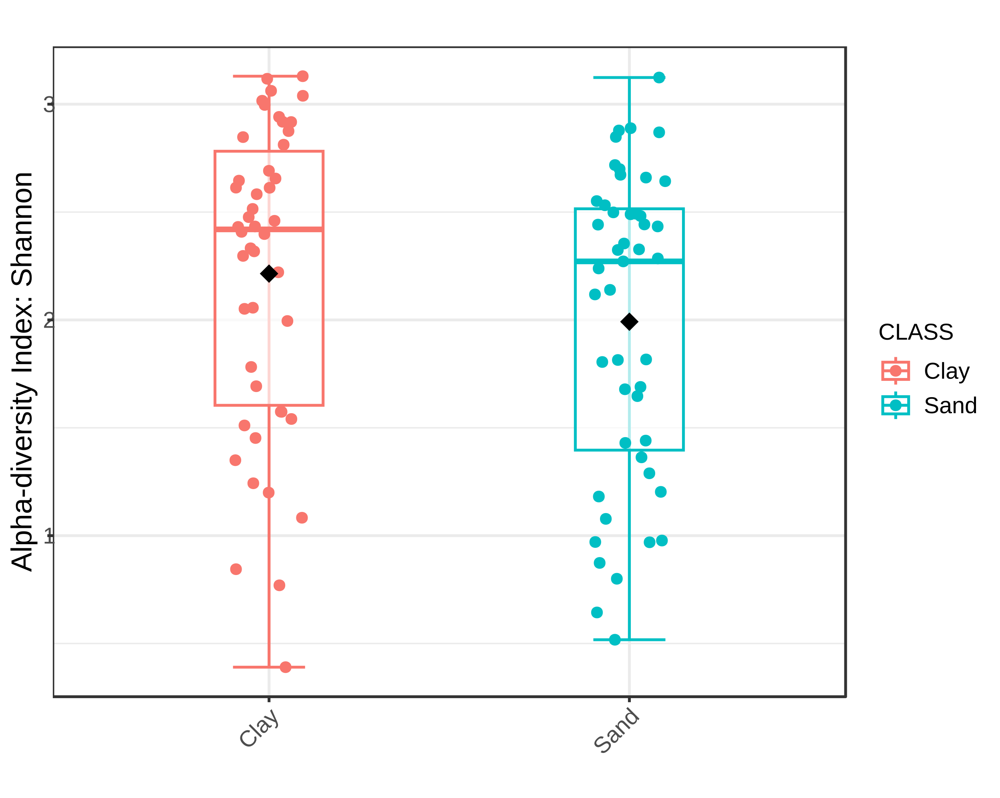 Alpha-diversity Index: Shannon
3
2
1
Clay
Sand
CLASS
Clay
Sand